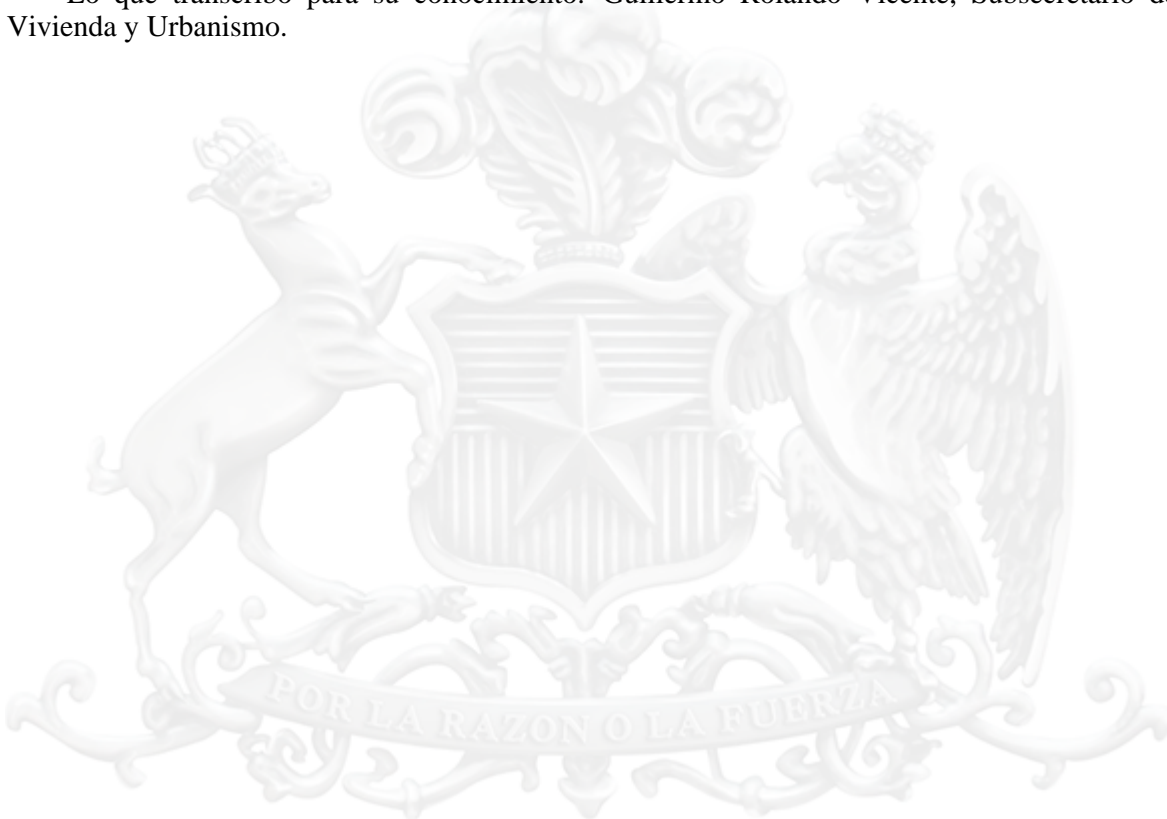 Lo que transcribo para su conocimiento.- Guillermo Rolando Vicente, Subsecretario de
Vivienda y Urbanismo.
POR LA RAZON O LA FUERZA